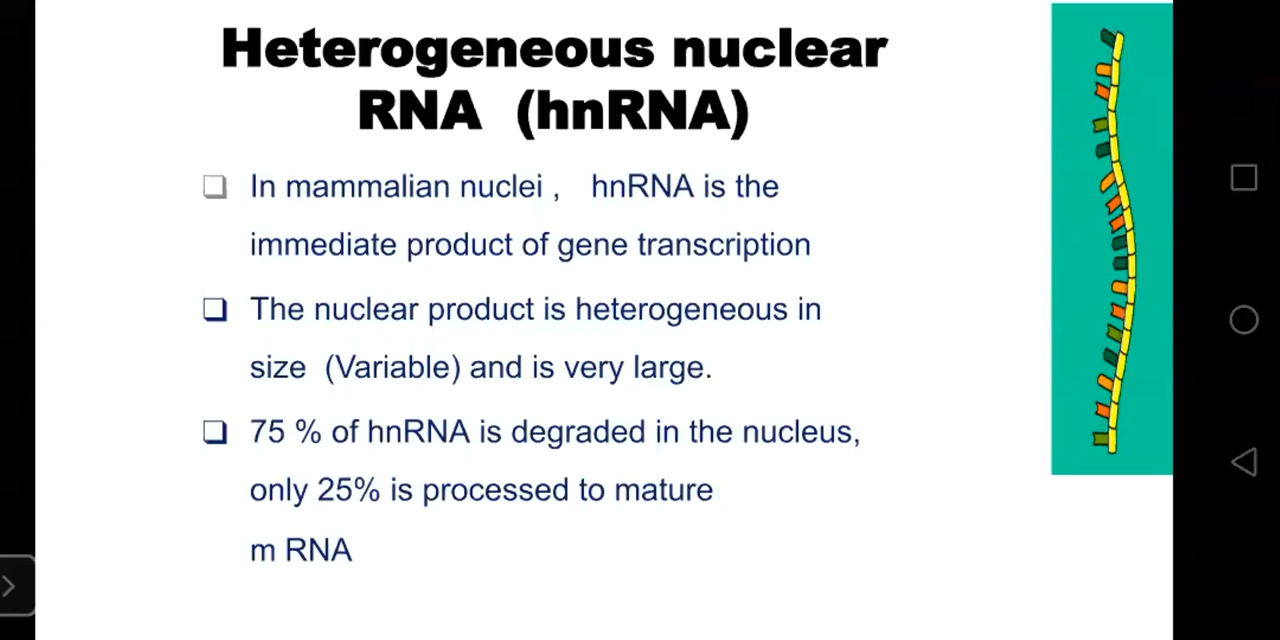 Heterogeneous nuclear
RNA (hnRNA)
In mammalian nuclei , hnRNA is the
immediate product of gene transcription
The nuclear product is heterogeneous in
size (Variable) and is very large.
75 % of hnRNA is degraded in the nucleus,
only 25% is processed to mature
m RNA